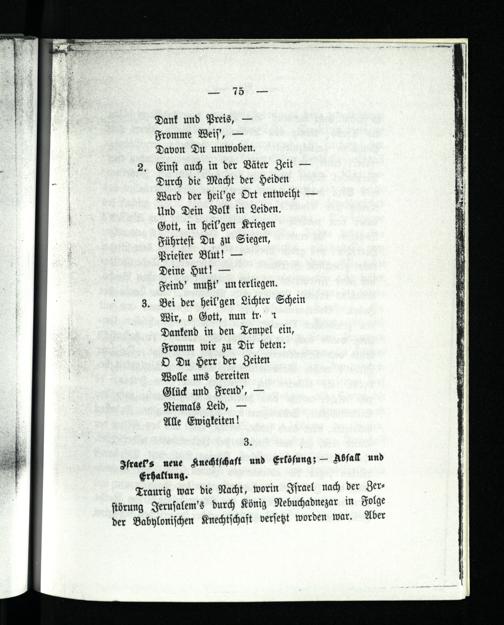 — 75 —
Dank und Preis, —
Fromme Weis', —
Davon Du umwoben.
2. Einst auch in der Väter Zeit —
Durch die Macht der Heiden
Ward der heil'ge Ort entweiht —
Und Dein Volk in Leiden.
Gott, in heil'gen Kriegen
Führtest Du zu Siegen,
Priester Blut! —
Deine Hut! —
Feind' mußt' unterliegen.
3. Bei der heil'gen Lichter Schein
Wir, o Gott, nun
Dankend in den Tempel ein,
Fromm wir zu Dir beten:
O Du Herr der Zeiten
Wolle uns bereiten
Glück und Freud', —
Niemals Leid, —
Alle Ewigkeiten!
3.
Israel's neue Knechtschaft und Erlösung; — Abfall und
Erhaltung.
Traurig war die Nacht, worin Israel nach der Zer-
störung Jerusalem's durch König Nebuchadnezar in Folge
der Babylonischen Knechtschaft versetzt worden war. Aber